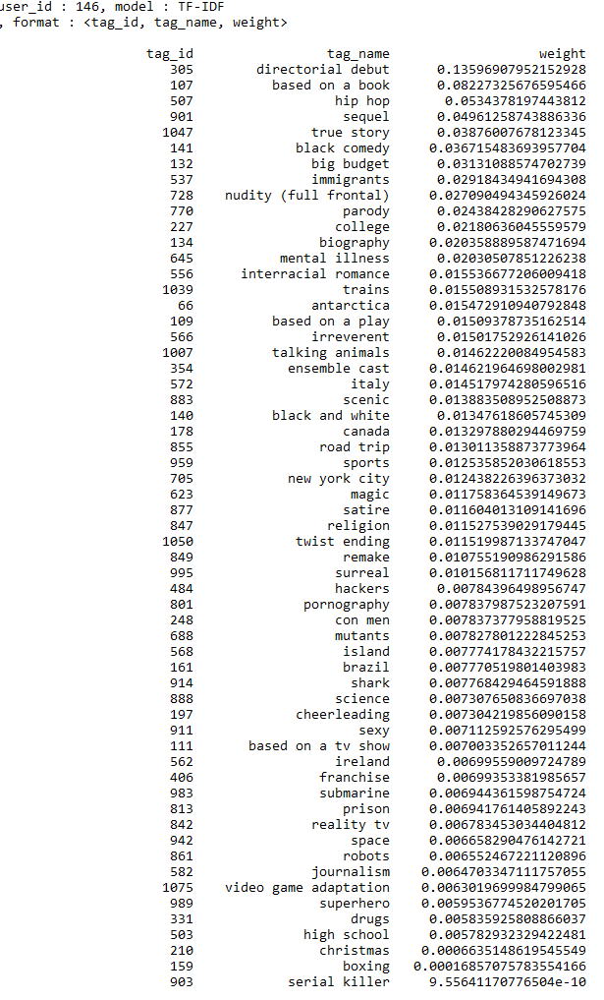 user_id : 146, model : TF-IDF
, format : <tag_id, tag_name, weight>
tag_id tag_name weight
305 directorial debut 0.13596907952152928
107 based on a book 0.08227325676595466
507 hip hop 0.0534378197443812
901 sequel 0.04961258743886336
1047 true story 0.03876007678123345
141 black comedy 0.036715483693957704
132 big budget 0.03131088574702739
537 immigrants 0.02918434941694308
728 nudity (full frontal) 0.027090494345926024
770 parody 0.02438428290627575
227 college 0.02180636045559579
134 biography 0.020358889587471694
645 mental illness 0.02030507851226238
556 interracial romance 0.015536677206009418
1039 trains 0.015508931532578176
66 antarctica 0.015472910940792848
109 based on a play 0.01509378735162514
566 irreverent 0.01501752926141026
1007 talking animals 0.01462220084954583
354 ensemble cast 0.014621964698002981
572 italy 0.014517974280596516
883 scenic 0.013883508952508873
140 black and white 0.01347618605745309
178 canada 0.013297880294469759
855 road trip 0.013011358873773964
959 sports 0.012535852030618553
705 new york city 0.012438226396373032
623 magic 0.011758364539149673
877 satire 0.011604013109141696
847 religion 0.011527539029179445
1050 twist ending 0.011519987133747047
849 remake 0.010755190986291586
995 surreal 0.010156811711749628
484 hackers 0.00784396498956747
801 pornography 0.007837987523207591
248 con men 0.007837377958819525
688 mutants 0.007827801222845253
568 island 0.007774178432215757
161 brazil 0.007770519801403983
914 shark 0.007768429464591888
888 science 0.007307650836697038
197 cheerleading 0.007304219856090158
911 sexy 0.007112592576295499
111 based on a tv show 0.007003352657011244
562 ireland 0.00699559009724789
406 franchise 0.00699353381985657
983 submarine 0.006944361598754724
813 prison 0.006941761405892243
842 reality tv 0.006783453034404812
942 space 0.006658290476142721
861 robots 0.006552467221120896
582 journalism 0.0064703347111757055
1075 video game adaptation 0.0063019699984799065
989 superhero 0.0059536774520201705
331 drugs 0.005835925808866037
503 high school 0.005782932329422481
210 christmas 0.0006635148619545549
159 boxing 0.00016857075783554166
903 serial killer 9.55641170776504e-10